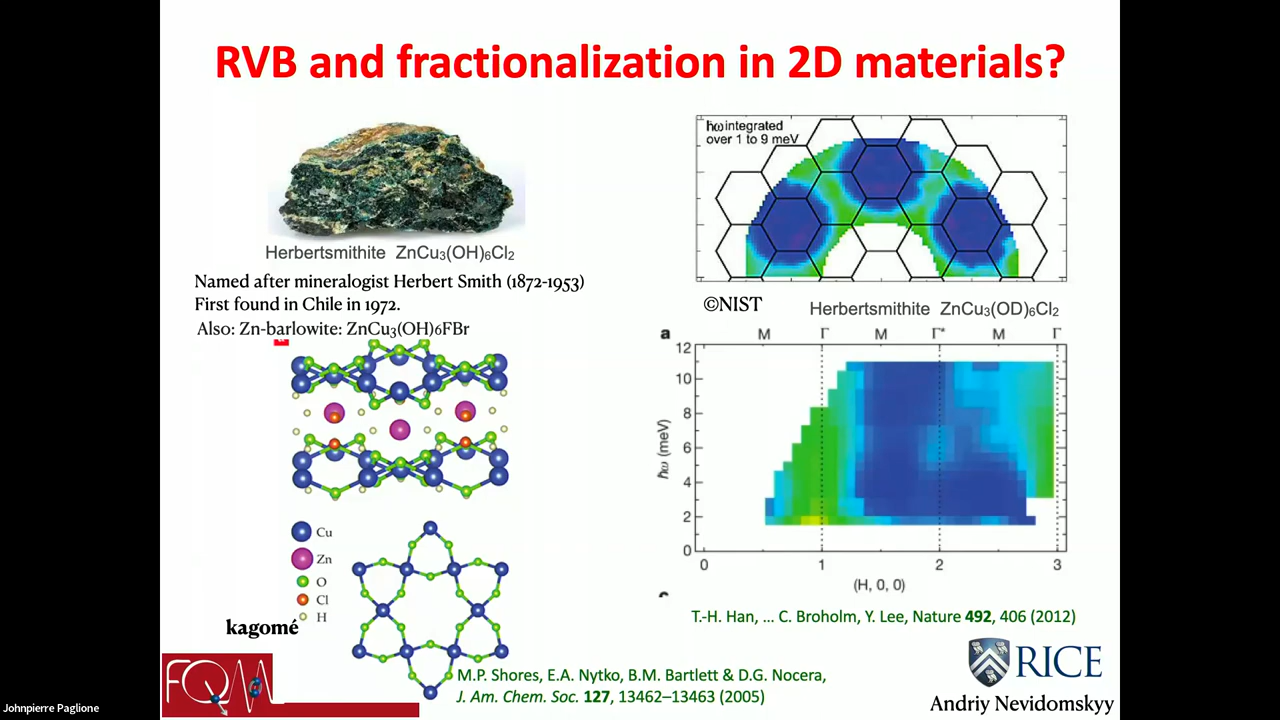 RVB and fractionalization in 2D materials?
Herbertsmithite ZnCu₃(OH)₆Cl₂
Named after mineralogist Herbert Smith (1872-1953)
First found in Chile in 1972.
Also: Zn-barlowite: ZnCu₃(OH)₆FBr
Cu
Zn
O
Cl
H
kagomé
M.P. Shores, E.A. Nytko, B.M. Bartlett & D.G. Nocera,
J. Am. Chem. Soc. 127, 13462–13463 (2005)
ħω integrated
over 1 to 9 meV
©NIST
Herbertsmithite ZnCu₃(OD)₆Cl₂
a
M Γ M Γ* M Γ
12
10
8
6
4
2
0
ħω (meV)
0 1 2 3
(H, 0, 0)
T.-H. Han, ... C. Broholm, Y. Lee, Nature 492, 406 (2012)
FQM
RICE
Andriy Nevidomskyy
Johnpierre Paglione